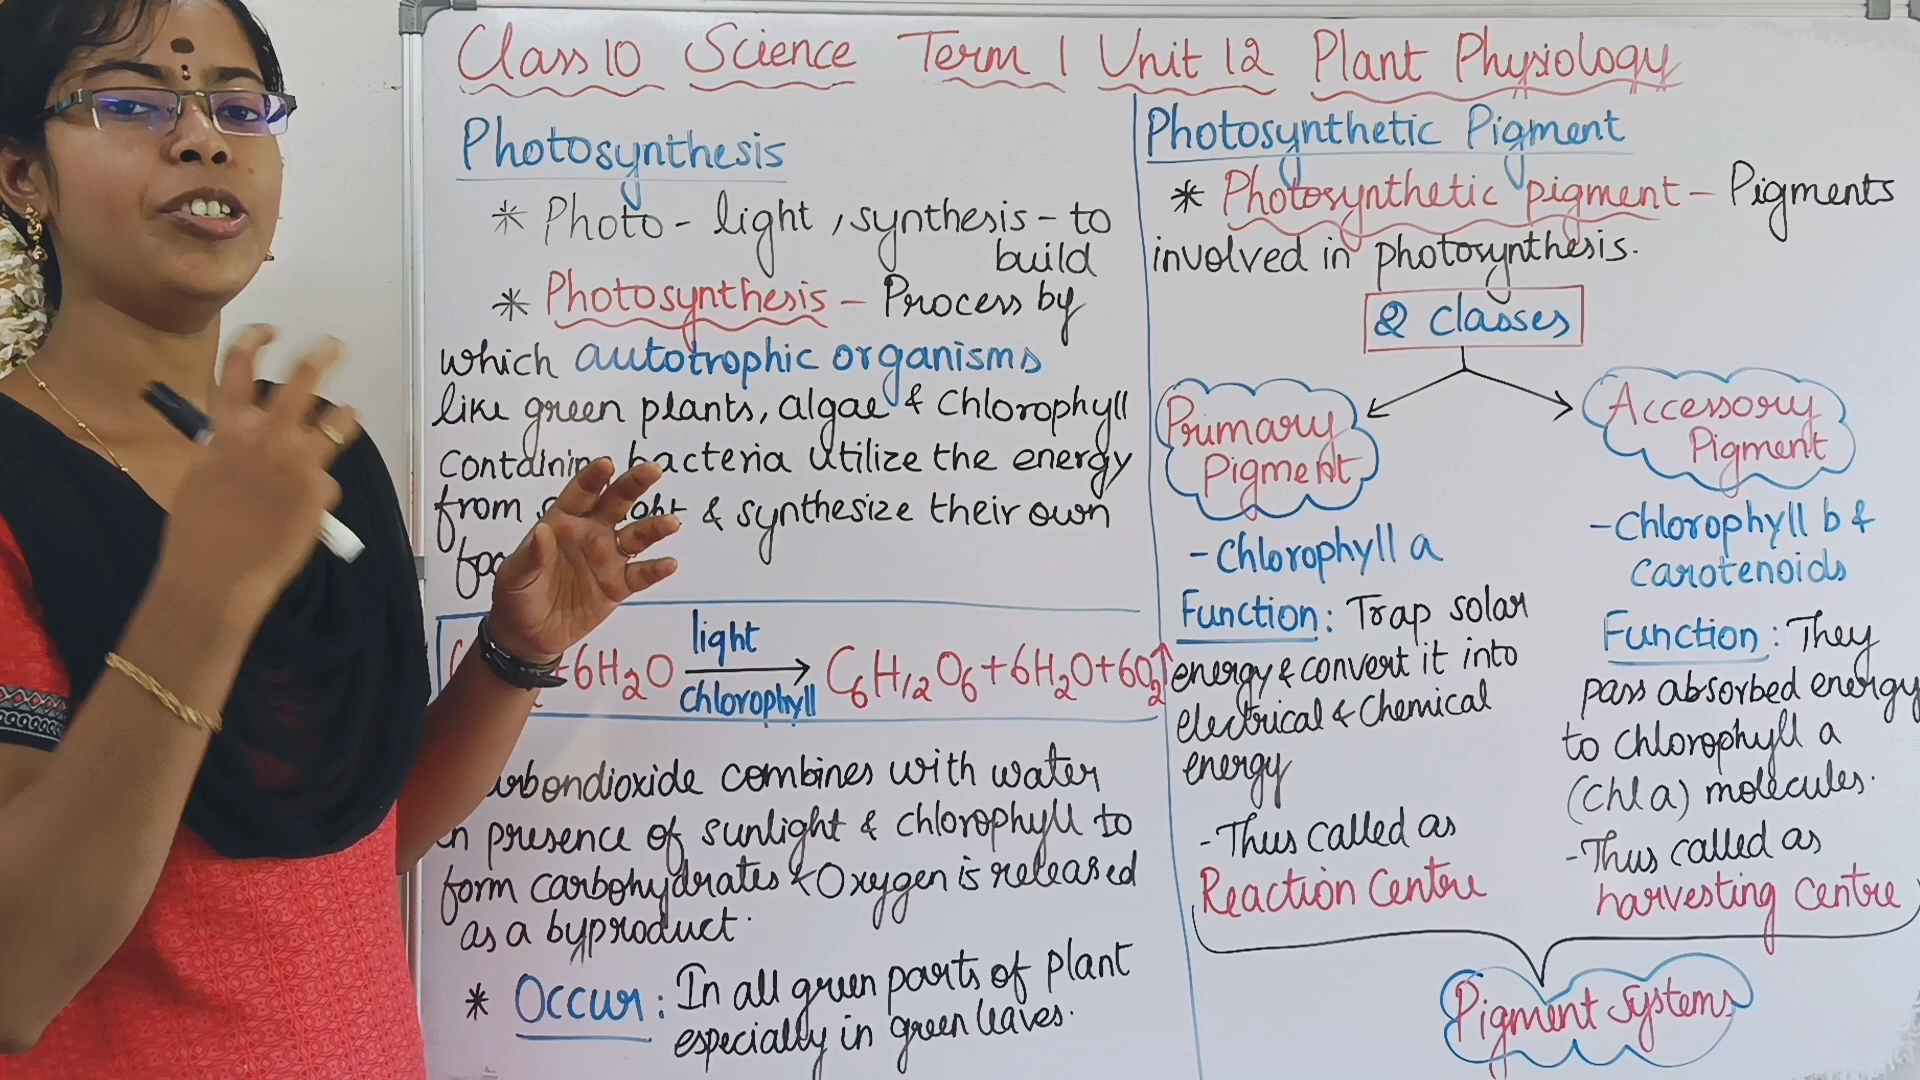 Class 10 Science Term 1 Unit 12 Plant Physiology
Photosynthesis
* Photo - light , synthesis - to
build
* Photosynthesis - Process by
which autotrophic organisms
like green plants, algae & Chlorophyll
containing bacteria utilize the energy
from & synthesize their own
+6H2O light chlorophyll → C6H12O6+6H2O+6O2↑
combines with water
in presence of sunlight & chlorophyll to
form carbohydrates & Oxygen is released
as a byproduct.
* Occur: In all green parts of plant
especially in green leaves.
Photosynthetic Pigment
* Photosynthetic pigment - Pigments
involved in photosynthesis.
2 classes
Primary
Pigment
- Chlorophyll a
Function: Trap solar
energy & convert it into
electrical & Chemical
energy
- Thus called as
Reaction Centre
Accessory
Pigment
- Chlorophyll b &
carotenoids
Function: They
pass absorbed energy
to chlorophyll a
(chl a) molecules.
- Thus called as
harvesting centre
Pigment Systems